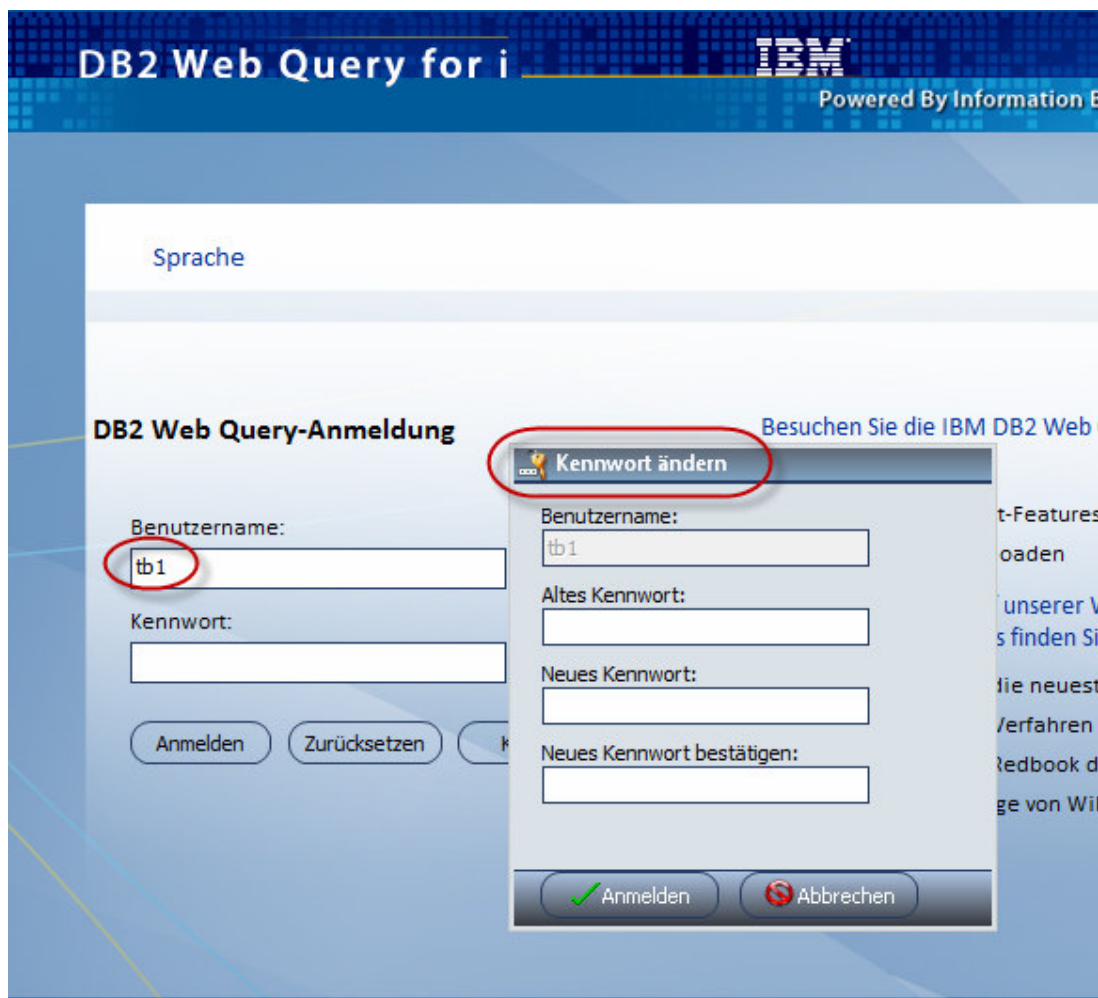 DB2 Web Query for i
IBM
Powered By Information
Sprache
DB2 Web Query-Anmeldung
Besuchen Sie die IBM DB2 Web
Kennwort ändern
Benutzername:
tb1
Kennwort:
Anmelden
Zurücksetzen
Benutzername:
tb1
Altes Kennwort:
Neues Kennwort:
Neues Kennwort bestätigen:
Anmelden
Abbrechen
t-Features
oaden
unserer
s finden
die neuest
Verfahren
Redbook d
ge von